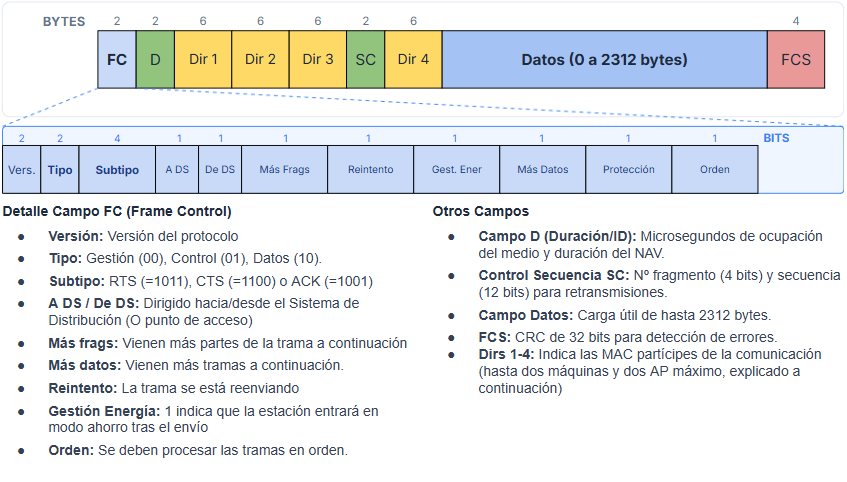 BYTES 2 2 6 6 6 2 6 4
FC D Dir 1 Dir 2 Dir 3 SC Dir 4 Datos (0 a 2312 bytes) FCS
2 2 4 1 1 1 1 1 1 1 1 BITS
Vers. Tipo Subtipo A DS De DS Más Frags Reintento Gest. Ener Más Datos Protección Orden
Detalle Campo FC (Frame Control)
● Versión: Versión del protocolo
● Tipo: Gestión (00), Control (01), Datos (10).
● Subtipo: RTS (=1011), CTS (=1100) o ACK (=1001)
● A DS / De DS: Dirigido hacia/desde el Sistema de
Distribución (O punto de acceso)
● Más frags: Vienen más partes de la trama a continuación
● Más datos: Vienen más tramas a continuación.
● Reintento: La trama se está reenviando
● Gestión Energía: 1 indica que la estación entrará en
modo ahorro tras el envío
● Orden: Se deben procesar las tramas en orden.
Otros Campos
● Campo D (Duración/ID): Microsegundos de ocupación
del medio y duración del NAV.
● Control Secuencia SC: Nº fragmento (4 bits) y secuencia
(12 bits) para retransmisiones.
● Campo Datos: Carga útil de hasta 2312 bytes.
● FCS: CRC de 32 bits para detección de errores.
● Dirs 1-4: Indica las MAC partícipes de la comunicación
(hasta dos máquinas y dos AP máximo, explicado a
continuación)